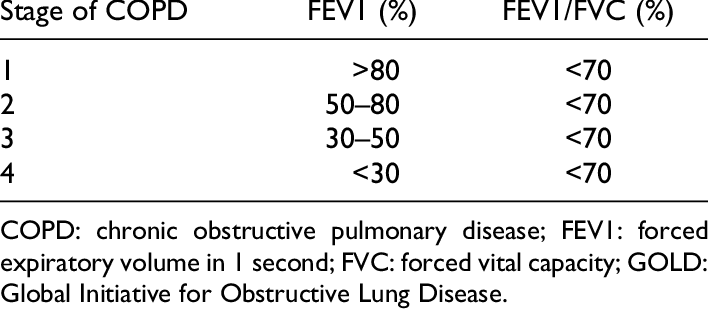 Stage of COPD FEV1 (%) FEV1/FVC (%)
1 >80 <70
2 50–80 <70
3 30–50 <70
4 <30 <70
COPD: chronic obstructive pulmonary disease; FEV1: forced
expiratory volume in 1 second; FVC: forced vital capacity; GOLD:
Global Initiative for Obstructive Lung Disease.